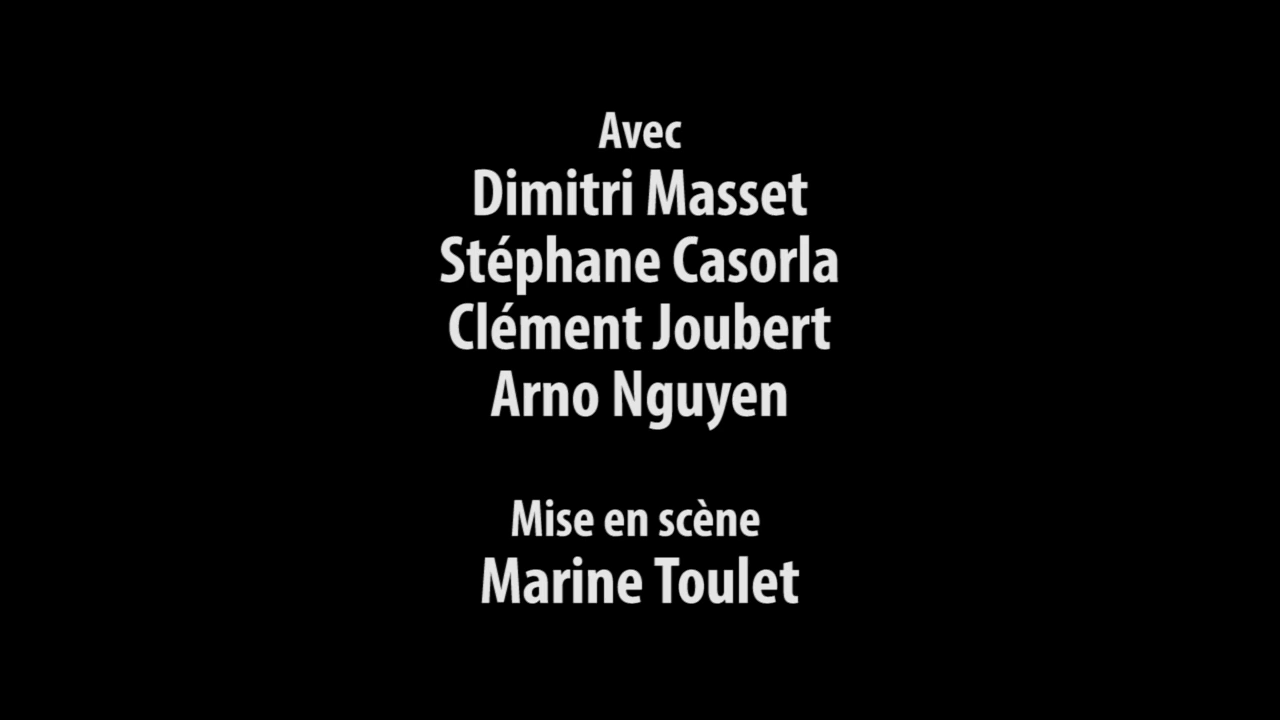 Avec
Dimitri Masset
Stéphane Casorla
Clément Joubert
Arno Nguyen
Mise en scène
Marine Toulet